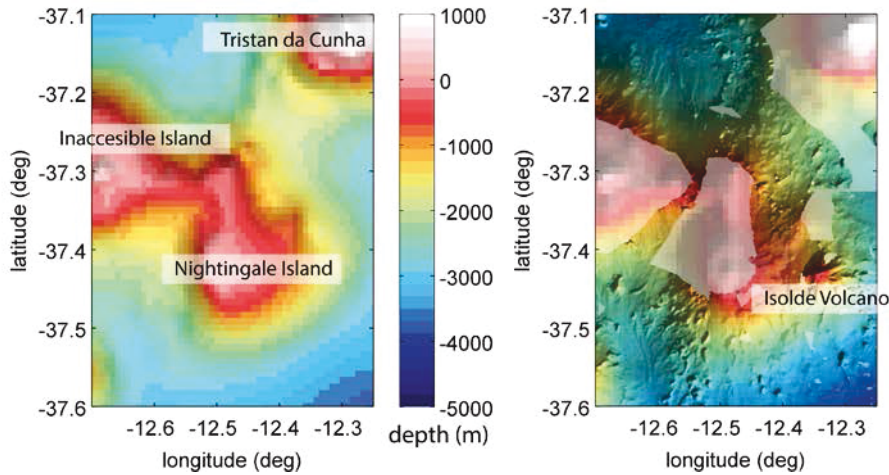 -37.1
-37.2
-37.3
-37.4
-37.5
-37.6
latitude (deg)
-12.6 -12.5 -12.4 -12.3
longitude (deg)
Tristan da Cunha
Inaccesible Island
Nightingale Island
1000
0
-1000
-2000
-3000
-4000
-5000
depth (m)
-37.1
-37.2
-37.3
-37.4
-37.5
-37.6
latitude (deg)
-12.6 -12.5 -12.4 -12.3
longitude (deg)
Isolde Volcano